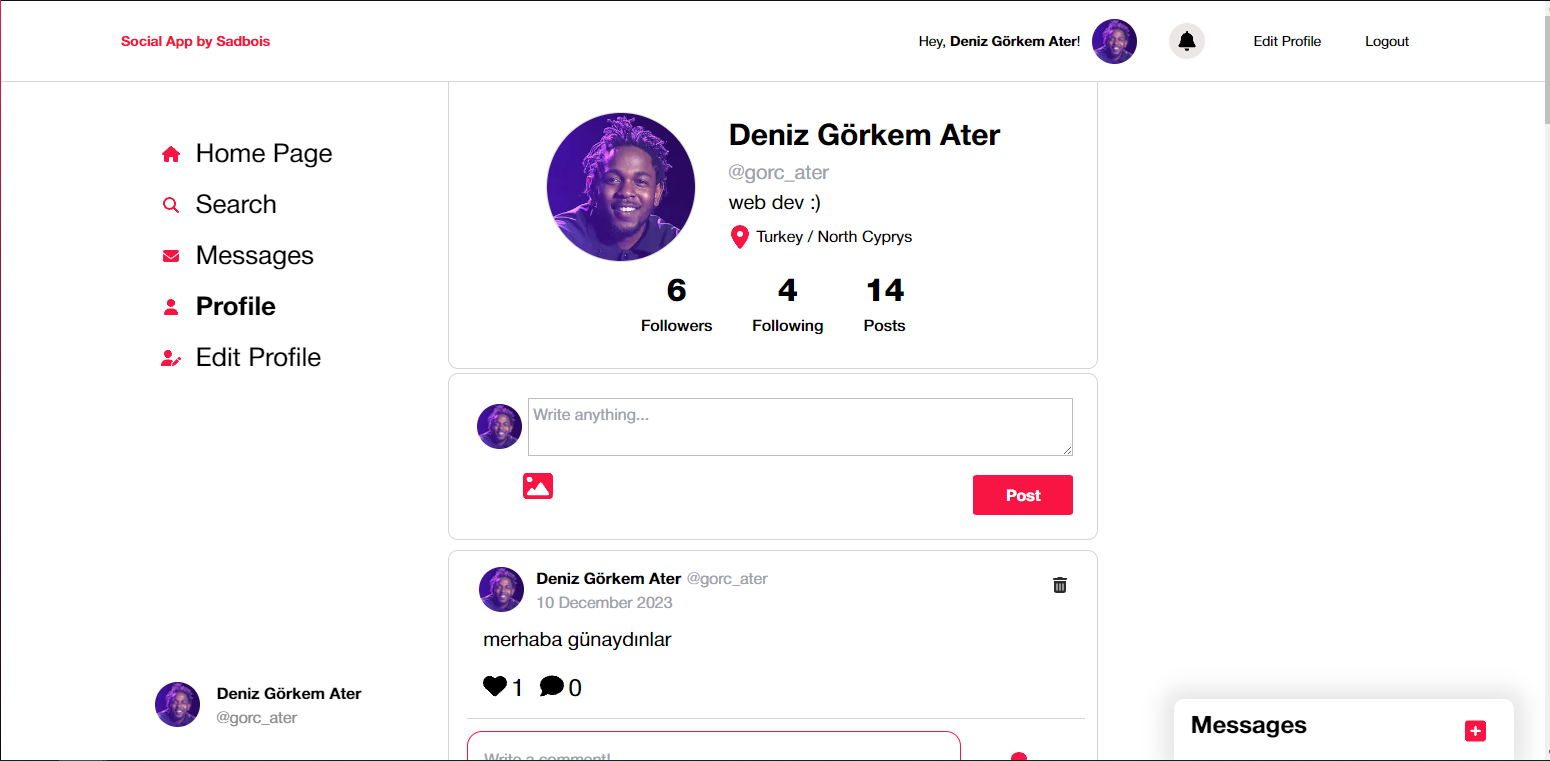 Social App by Sadbois
Hey, Deniz Görkem Ater!
Edit Profile
Logout
Home Page
Search
Messages
Profile
Edit Profile
Deniz Görkem Ater
@gorc_ater
Deniz Görkem Ater
@gorc_ater
web dev :)
Turkey / North Cyprys
6 4 14
Followers Following Posts
Write anything...
Post
Deniz Görkem Ater @gorc_ater
10 December 2023
merhaba günaydınlar
1 0
Write a comment!
Messages